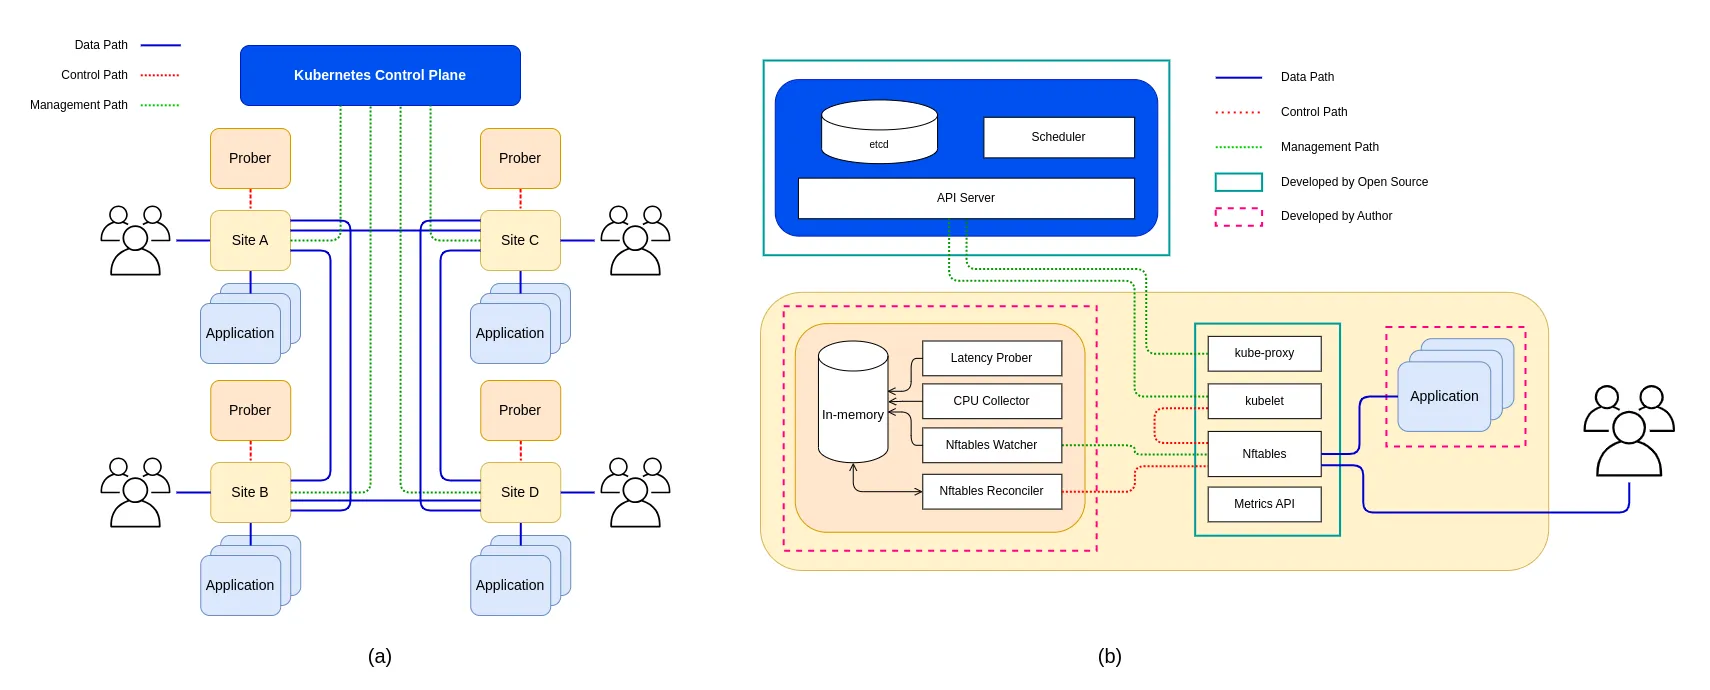 Data Path
Control Path
Management Path
Kubernetes Control Plane
Prober
Prober
Site A
Site C
Application
Application
Prober
Prober
Site B
Site D
Application
Application
(a)
etcd
Scheduler
API Server
Data Path
Control Path
Management Path
Developed by Open Source
Developed by Author
In-memory
Latency Prober
CPU Collector
Nftables Watcher
Nftables Reconciler
kube-proxy
kubelet
Nftables
Metrics API
Application
(b)